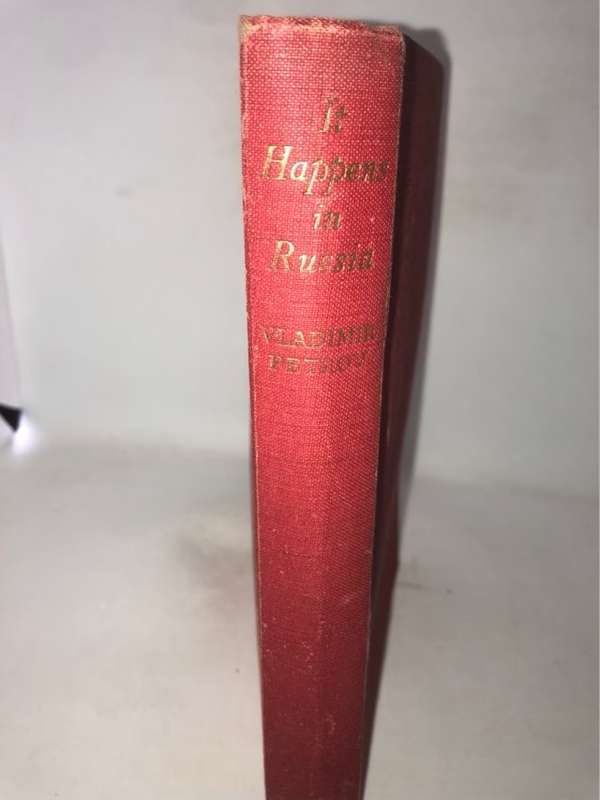 It
Happens
in
Russia
VLADIMIR
PETROV